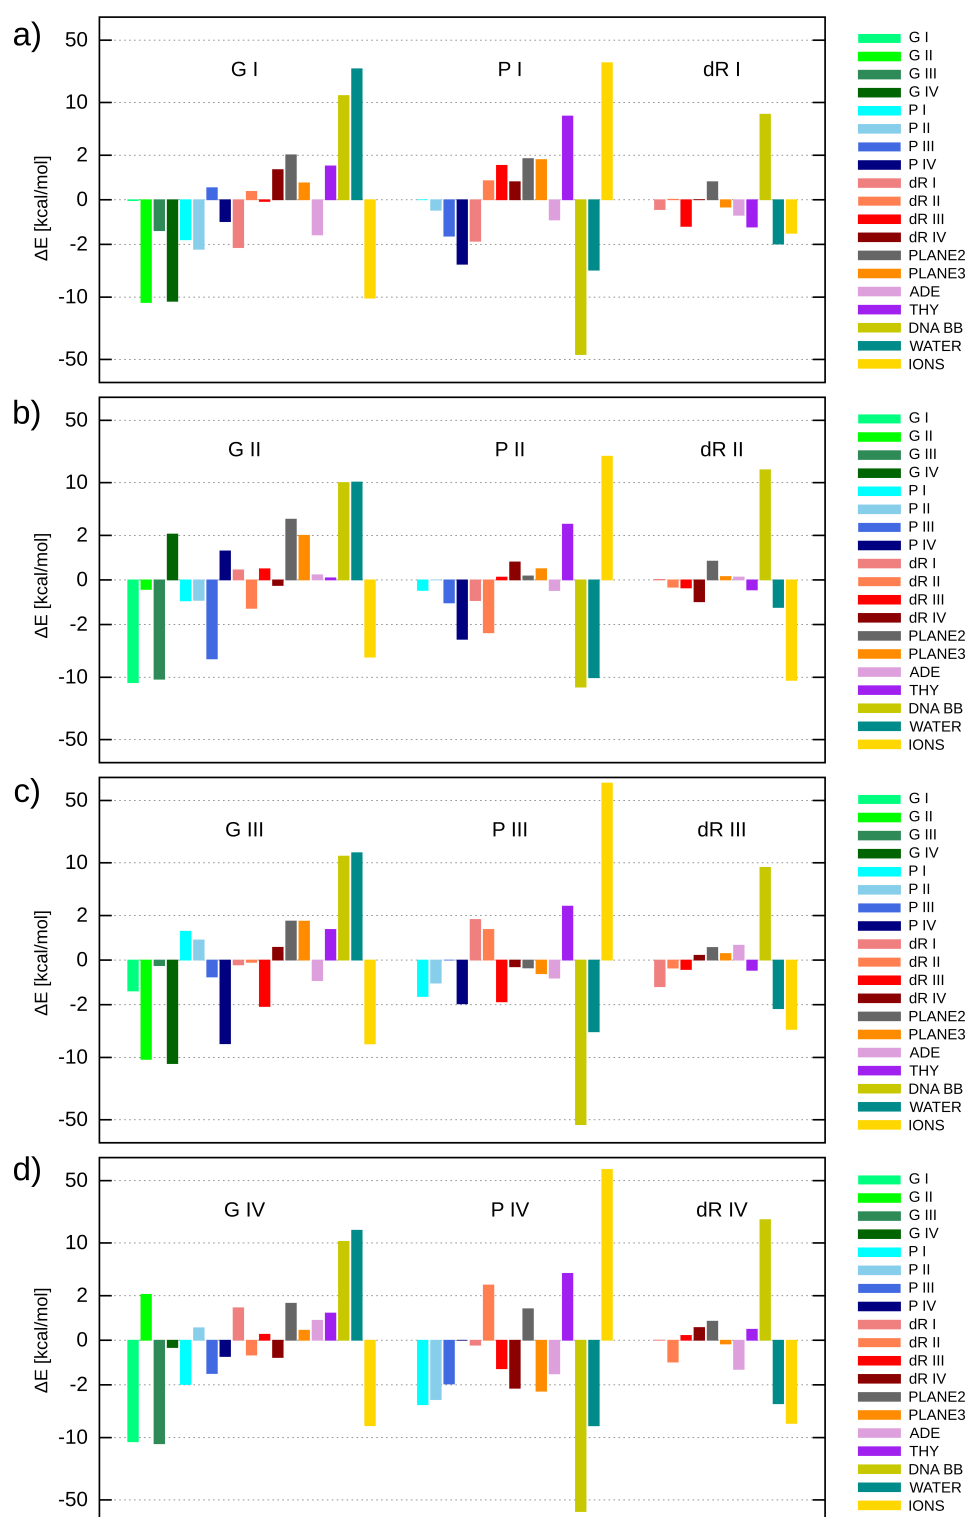 a)
ΔE [kcal/mol]
50
10
2
0
-2
-10
-50
G I
P I
dR I
G I
G II
G III
G IV
P I
P II
P III
P IV
dR I
dR II
dR III
dR IV
PLANE2
PLANE3
ADE
THY
DNA BB
WATER
IONS
b)
ΔE [kcal/mol]
50
10
2
0
-2
-10
-50
G II
P II
dR II
G I
G II
G III
G IV
P I
P II
P III
P IV
dR I
dR II
dR III
dR IV
PLANE2
PLANE3
ADE
THY
DNA BB
WATER
IONS
c)
ΔE [kcal/mol]
50
10
2
0
-2
-10
-50
G III
P III
dR III
G I
G II
G III
G IV
P I
P II
P III
P IV
dR I
dR II
dR III
dR IV
PLANE2
PLANE3
ADE
THY
DNA BB
WATER
IONS
d)
ΔE [kcal/mol]
50
10
2
0
-2
-10
-50
G IV
P IV
dR IV
G I
G II
G III
G IV
P I
P II
P III
P IV
dR I
dR II
dR III
dR IV
PLANE2
PLANE3
ADE
THY
DNA BB
WATER
IONS